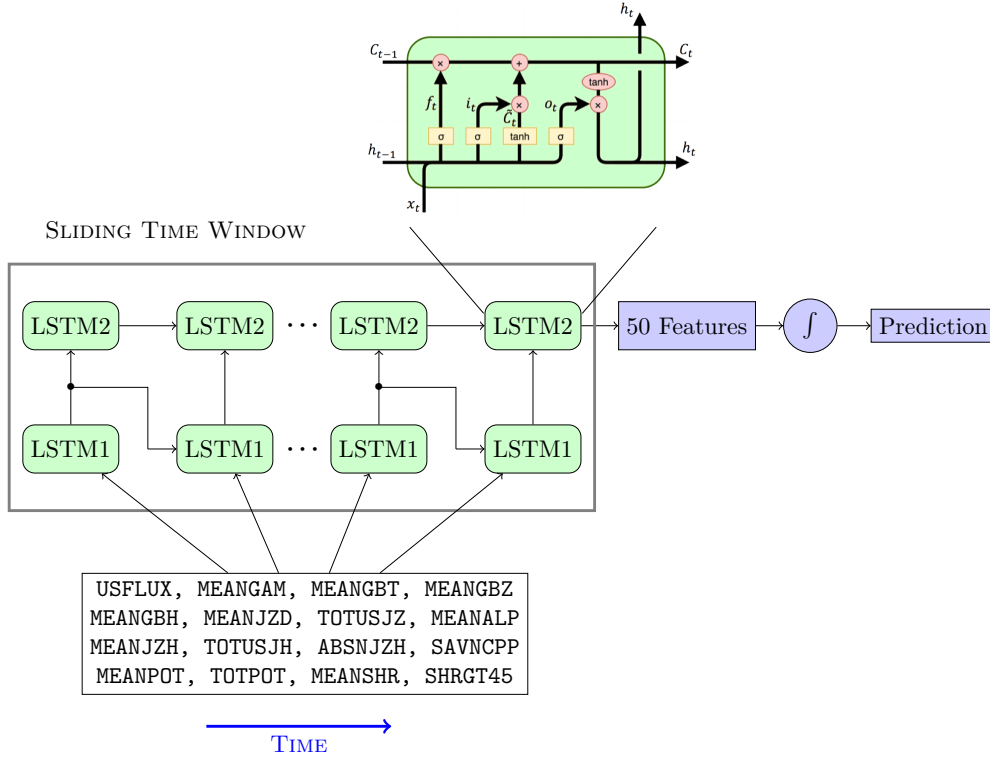 h_t
C_{t-1} × + C_t
tanh
f_t i_t × o_t ×
C̃_t
σ σ tanh σ
h_{t-1} h_t
x_t
SLIDING TIME WINDOW
LSTM2 LSTM2 ··· LSTM2 LSTM2 50 Features ∫ Prediction
LSTM1 LSTM1 ··· LSTM1 LSTM1
USFLUX, MEANGAM, MEANGBT, MEANGBZ
MEANGBH, MEANJZD, TOTUSJZ, MEANALP
MEANJZH, TOTUSJH, ABSNJZH, SAVNCPP
MEANPOT, TOTPOT, MEANSHR, SHRGT45
TIME